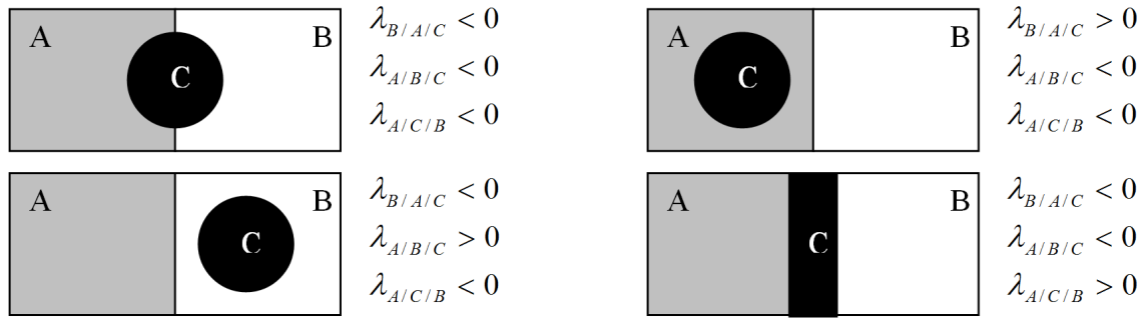 A B C
λ_{B/A/C} < 0
λ_{A/B/C} < 0
λ_{A/C/B} < 0
A B C
λ_{B/A/C} > 0
λ_{A/B/C} < 0
λ_{A/C/B} < 0
A B C
λ_{B/A/C} < 0
λ_{A/B/C} > 0
λ_{A/C/B} < 0
A B C
λ_{B/A/C} < 0
λ_{A/B/C} < 0
λ_{A/C/B} > 0